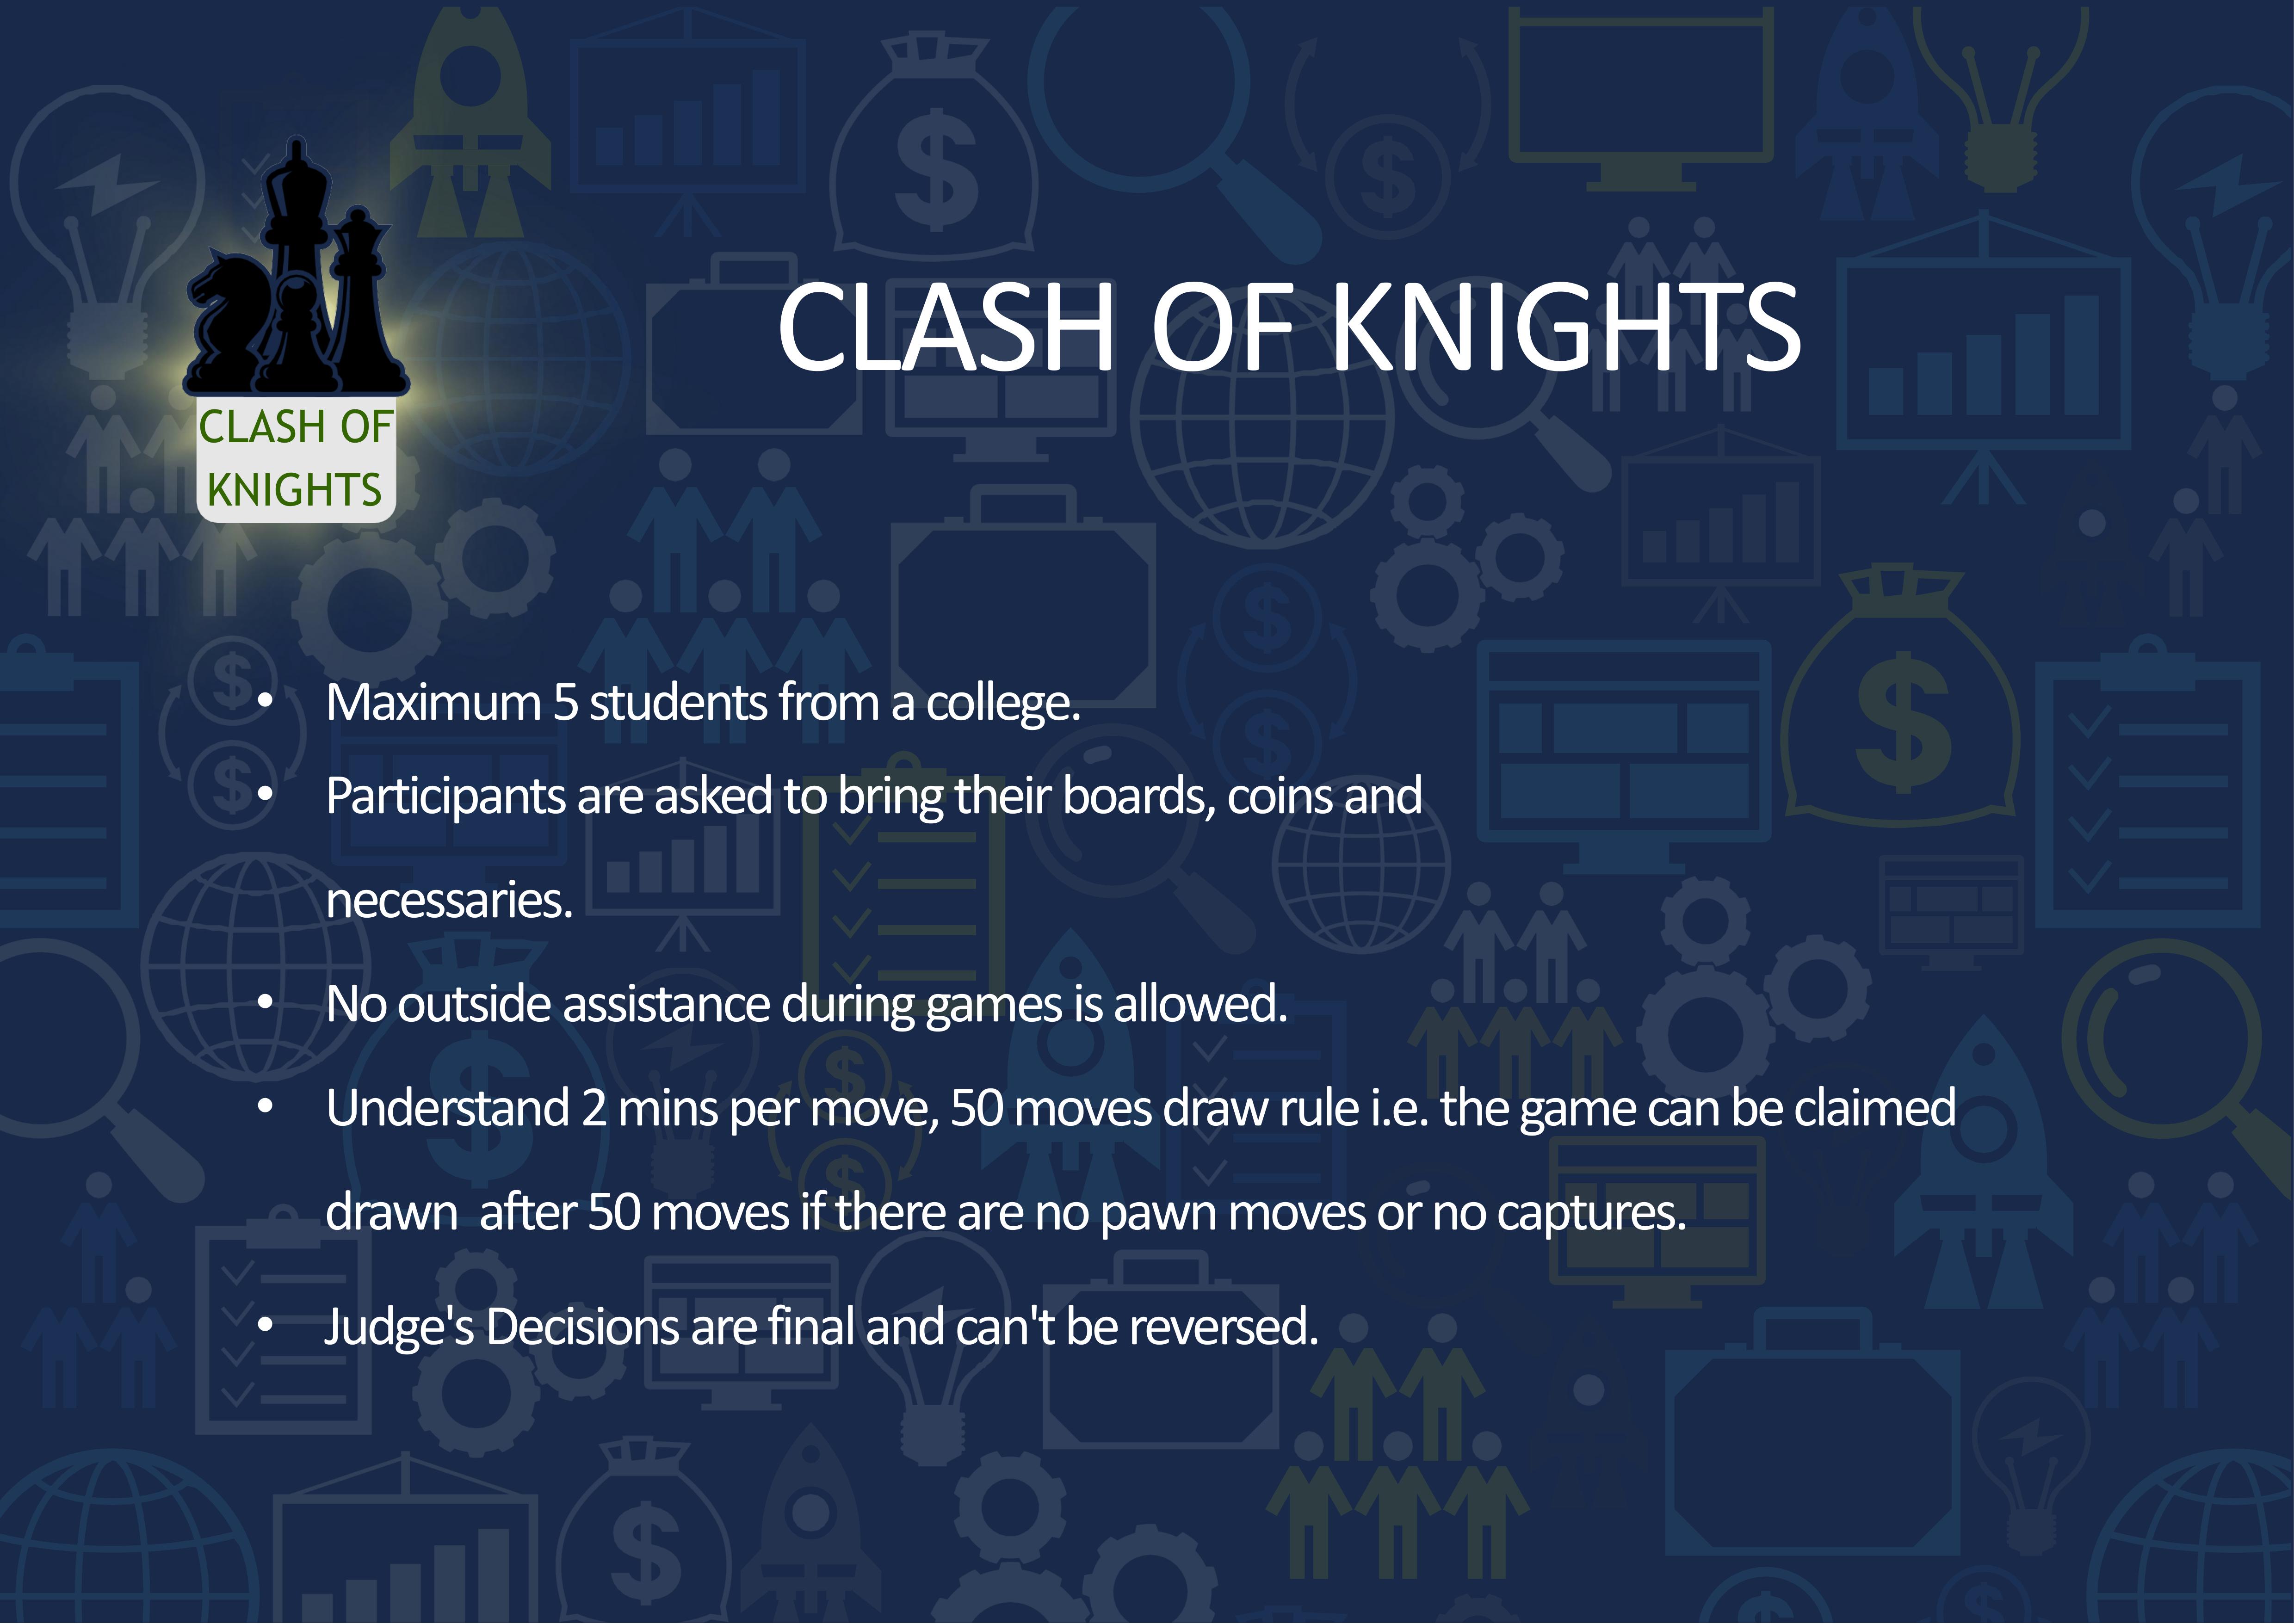 CLASH OF KNIGHTS
CLASH OF
KNIGHTS
• Maximum 5 students from a college.
• Participants are asked to bring their boards, coins and
necessaries.
• No outside assistance during games is allowed.
• Understand 2 mins per move, 50 moves draw rule i.e. the game can be claimed
drawn  after 50 moves if there are no pawn moves or no captures.
• Judge's Decisions are final and can't be reversed.